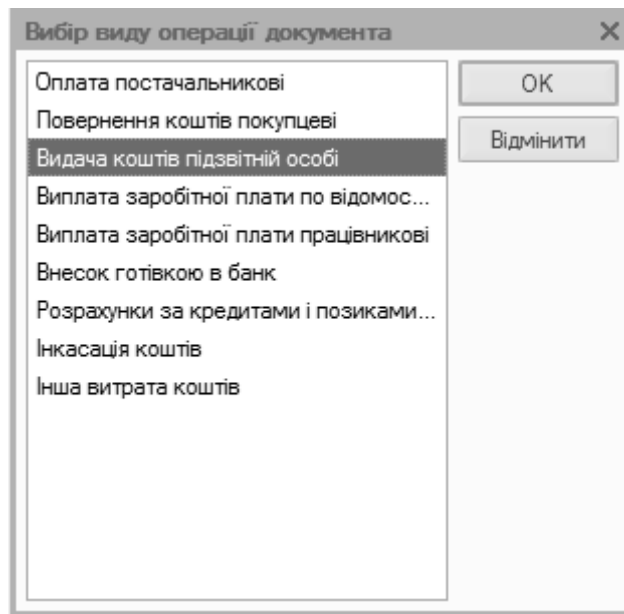 Вибір виду операції документа
Оплата постачальникові
Повернення коштів покупцеві
Видача коштів підзвітній особі
Виплата заробітної плати по відомос...
Виплата заробітної плати працівникові
Внесок готівкою в банк
Розрахунки за кредитами і позиками...
Інкасація коштів
Інша витрата коштів
OK
Відмінити